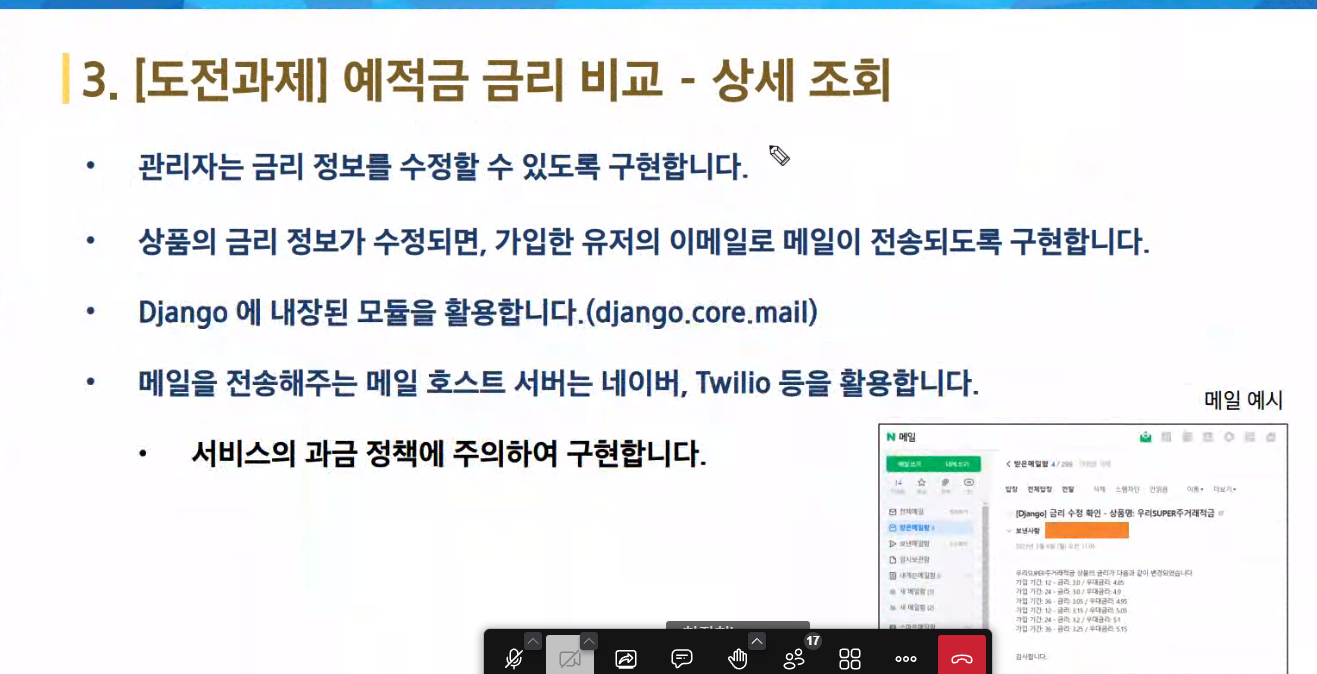 3. [도전과제] 예적금 금리 비교 - 상세 조회
• 관리자는 금리 정보를 수정할 수 있도록 구현합니다.
• 상품의 금리 정보가 수정되면, 가입한 유저의 이메일로 메일이 전송되도록 구현합니다.
• Django 에 내장된 모듈을 활용합니다.(django.core.mail)
• 메일을 전송해주는 메일 호스트 서버는 네이버, Twilio 등을 활용합니다.
• 서비스의 과금 정책에 주의하여 구현합니다.
메일 예시
N 메일
메일쓰기 내게쓰기
받은메일함 4 / 299
답장 전체답장 전달 삭제 스팸차단 안읽음 이동 더보기
[Django] 금리 수정 확인 - 상품명: 우리SUPER주거래적금
보낸사람
전체메일
받은메일함
보낸메일함
임시보관함
내게쓴메일함
새 메일함 (1)
새 메일함 (2)
우리SUPER주거래적금 상품의 금리가 다음과 같이 변경되었습니다
가입 기간: 12 - 금리: 3.0 / 우대금리: 4.85
가입 기간: 24 - 금리: 3.0 / 우대금리: 4.9
가입 기간: 36 - 금리: 3.05 / 우대금리: 4.95
가입 기간: 12 - 금리: 3.15 / 우대금리: 5.05
가입 기간: 24 - 금리: 3.2 / 우대금리: 5.1
가입 기간: 36 - 금리: 3.25 / 우대금리: 5.15
감사합니다.
17